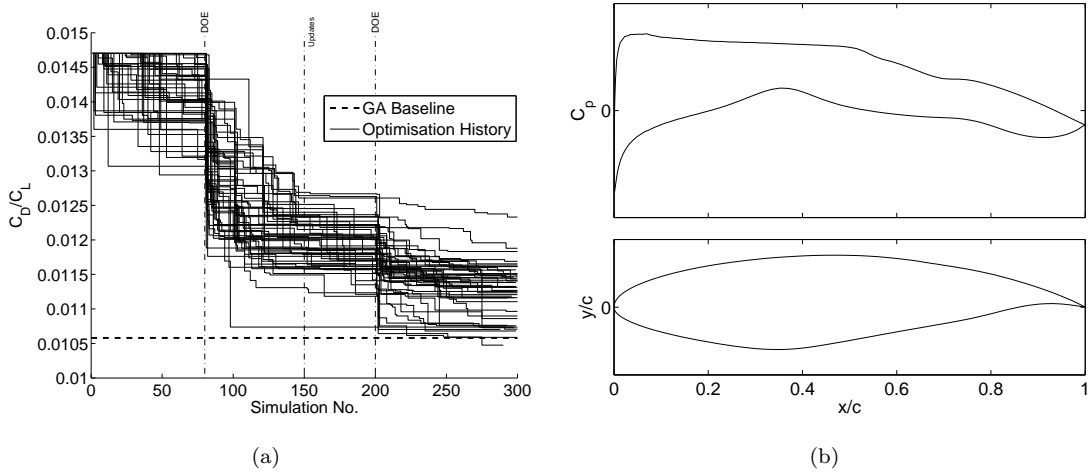 DOE
Updates
DOE
0.015
0.0145
0.014
0.0135
0.013
0.0125
0.012
0.0115
0.011
0.0105
0.01
C_D/C_L
GA Baseline
Optimisation History
0 50 100 150 200 250 300
Simulation No.
(a)
C_p
0
y/c
0
0 0.2 0.4 0.6 0.8 1
x/c
(b)